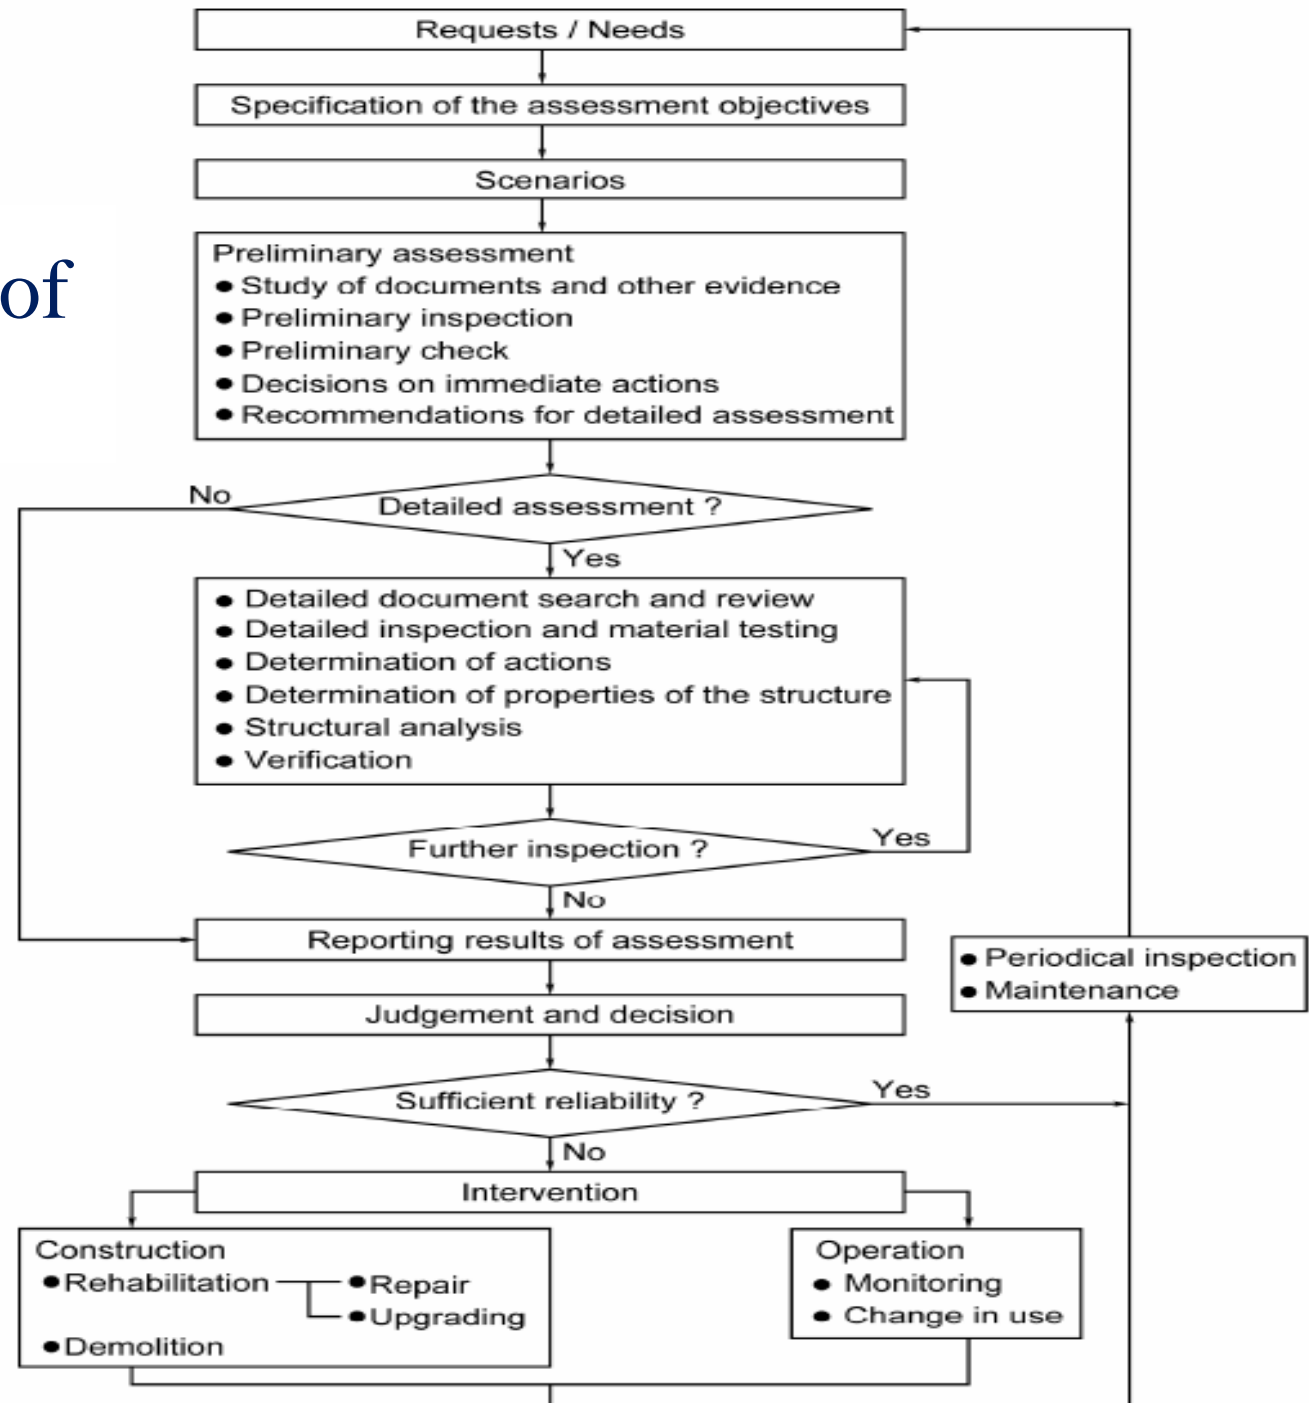 Requests / Needs
Specification of the assessment objectives
Scenarios
of
Preliminary assessment
● Study of documents and other evidence
● Preliminary inspection
● Preliminary check
● Decisions on immediate actions
● Recommendations for detailed assessment
No
Detailed assessment ?
Yes
● Detailed document search and review
● Detailed inspection and material testing
● Determination of actions
● Determination of properties of the structure
● Structural analysis
● Verification
Further inspection ?
Yes
No
Reporting results of assessment
● Periodical inspection
● Maintenance
Judgement and decision
Sufficient reliability ?
Yes
No
Intervention
Construction
● Rehabilitation
● Repair
● Upgrading
● Demolition
Operation
● Monitoring
● Change in use